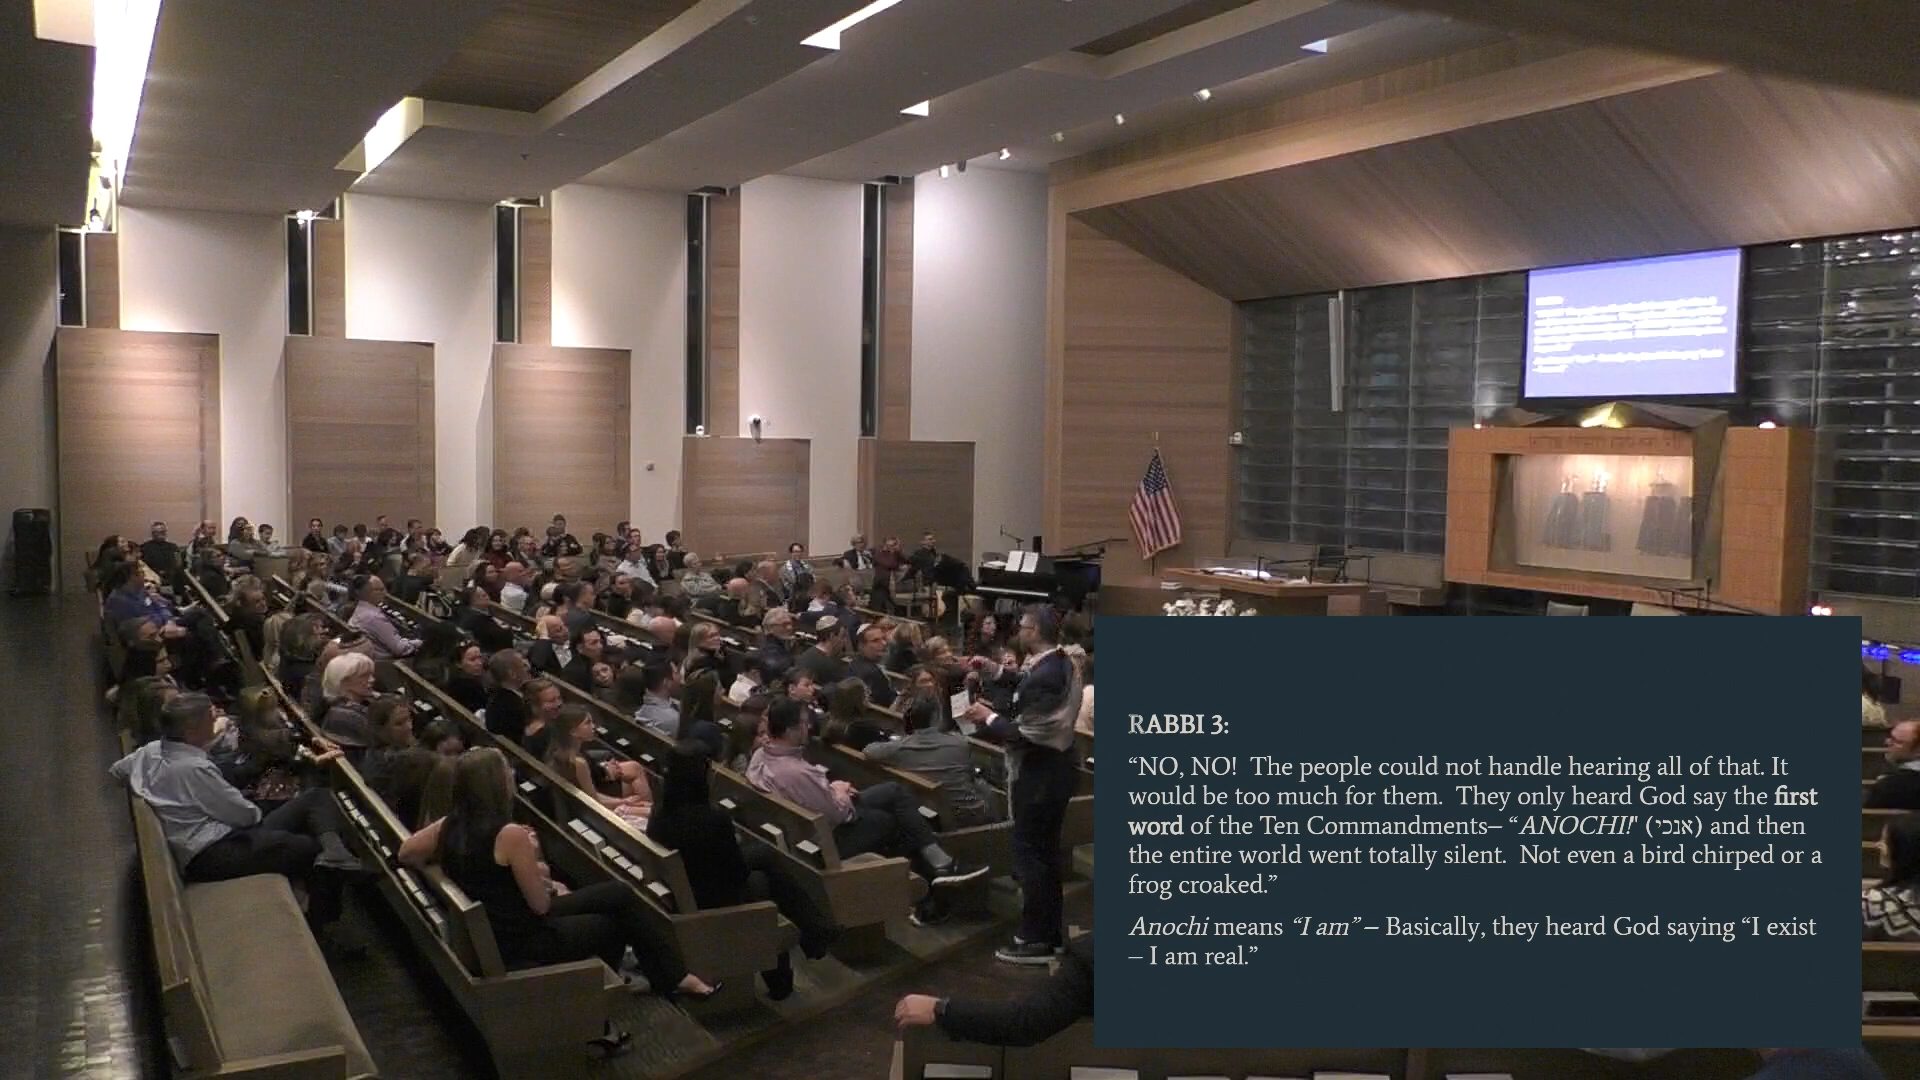 RABBI 3:
“NO, NO!  The people could not handle hearing all of that. It
would be too much for them.  They only heard God say the first
word of the Ten Commandments– “ANOCHI!" (אנכי) and then
the entire world went totally silent.  Not even a bird chirped or a
frog croaked.”
Anochi means “I am” – Basically, they heard God saying “I exist
– I am real.”